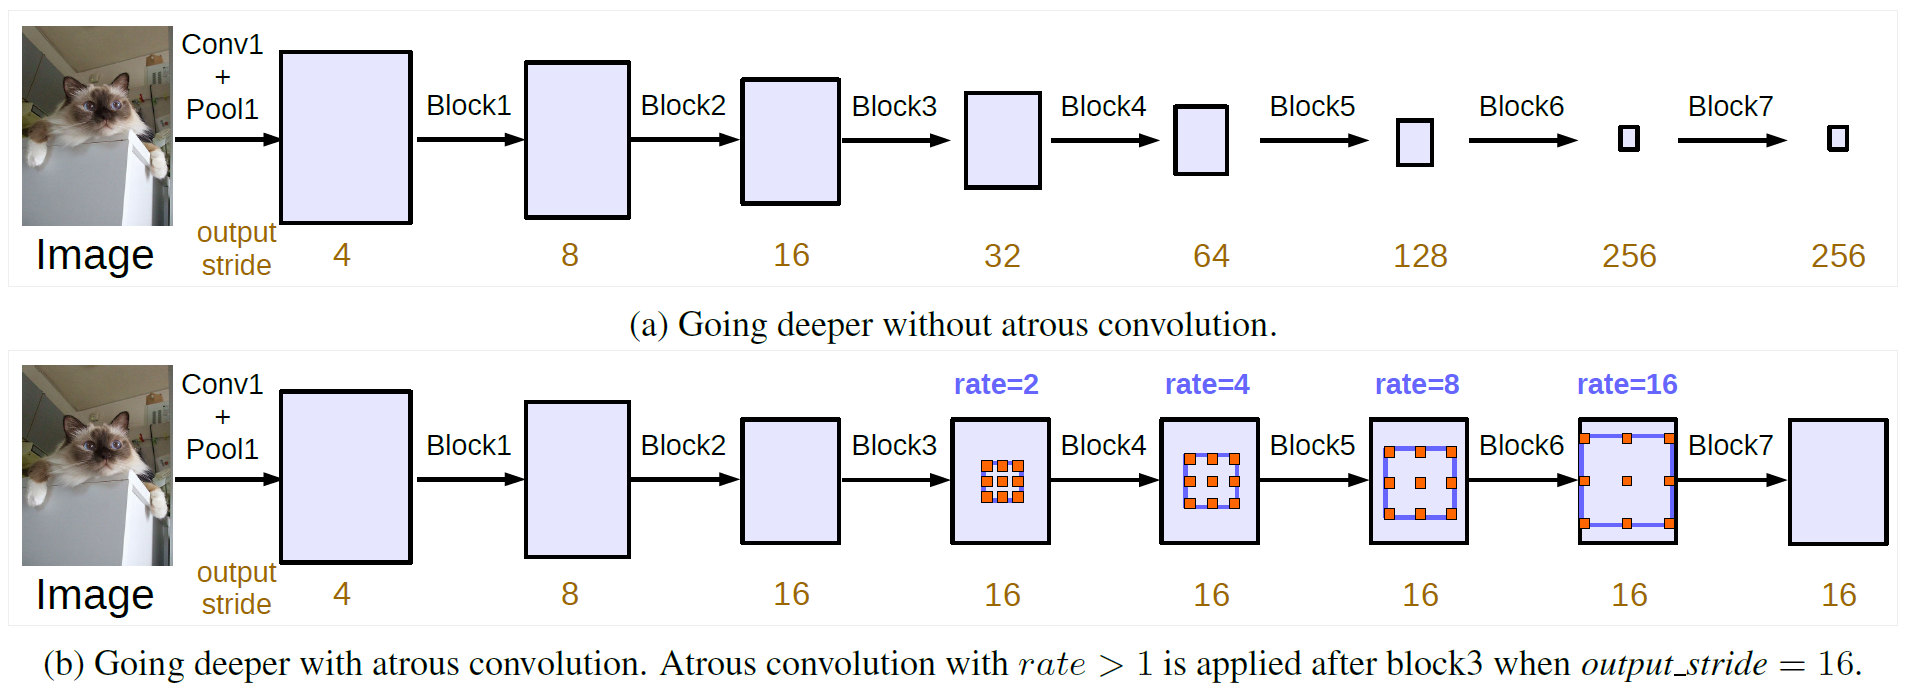 Conv1
+
Pool1
Block1
Block2
Block3
Block4
Block5
Block6
Block7
Image
output
stride
4
8
16
32
64
128
256
256
(a) Going deeper without atrous convolution.
Conv1
+
Pool1
Block1
Block2
Block3
rate=2
Block4
rate=4
Block5
rate=8
Block6
rate=16
Block7
Image
output
stride
4
8
16
16
16
16
16
16
(b) Going deeper with atrous convolution. Atrous convolution with rate > 1 is applied after block3 when output_stride = 16.